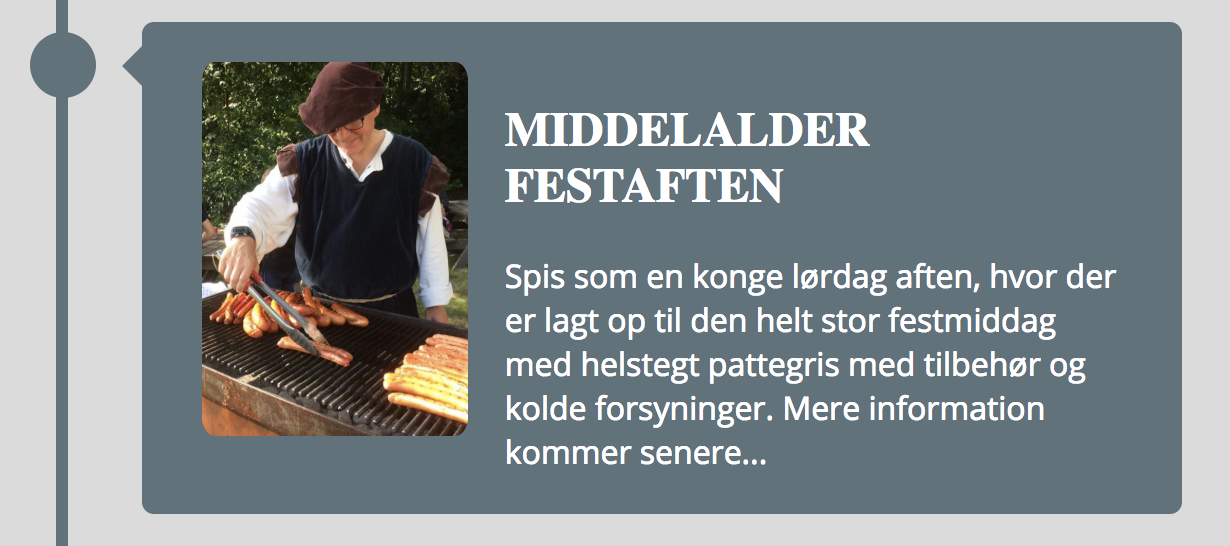 MIDDELALDER
FESTAFTEN
Spis som en konge lørdag aften, hvor der
er lagt op til den helt stor festmiddag
med helstegt pattegris med tilbehør og
kolde forsyninger. Mere information
kommer senere...